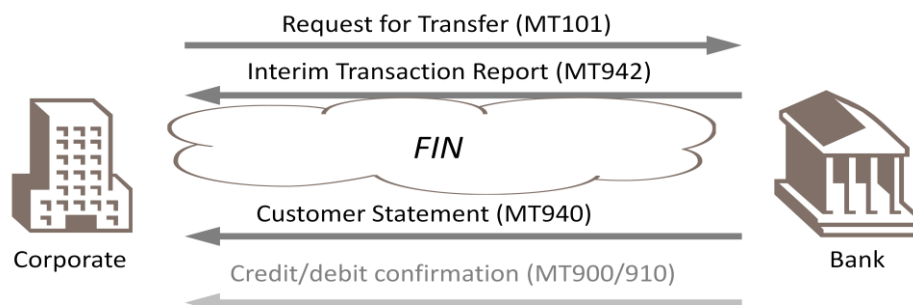 Request for Transfer (MT101)
Interim Transaction Report (MT942)
FIN
Customer Statement (MT940)
Corporate
Bank
Credit/debit confirmation (MT900/910)